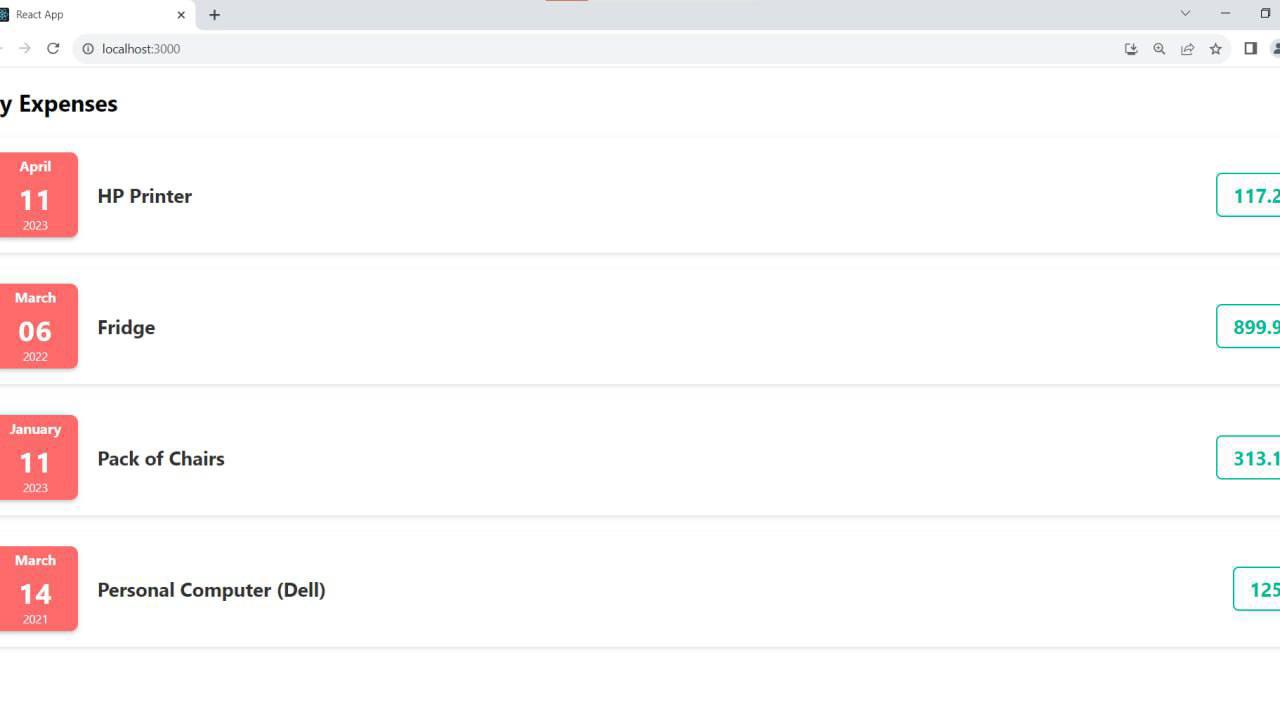 React App
localhost:3000
y Expenses
April
11
2023
HP Printer
117.2
March
06
2022
Fridge
899.9
January
11
2023
Pack of Chairs
313.1
March
14
2021
Personal Computer (Dell)
125